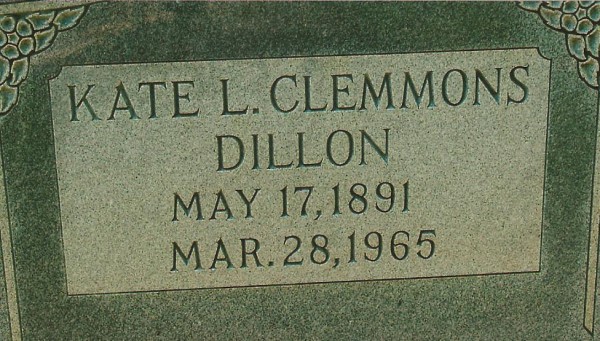 KATE L. CLEMMONS
DILLON
MAY 17, 1891
MAR. 28, 1965